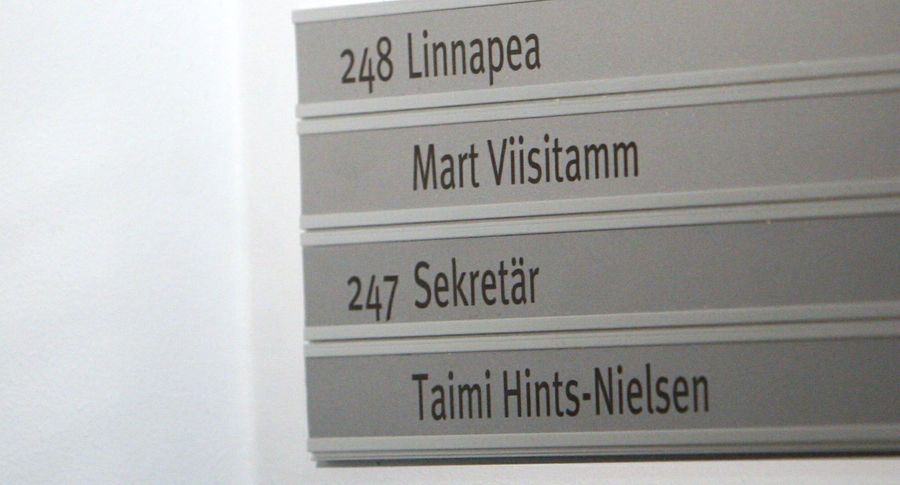 248 Linnapea
Mart Viisitamm
247 Sekretär
Taimi Hints-Nielsen